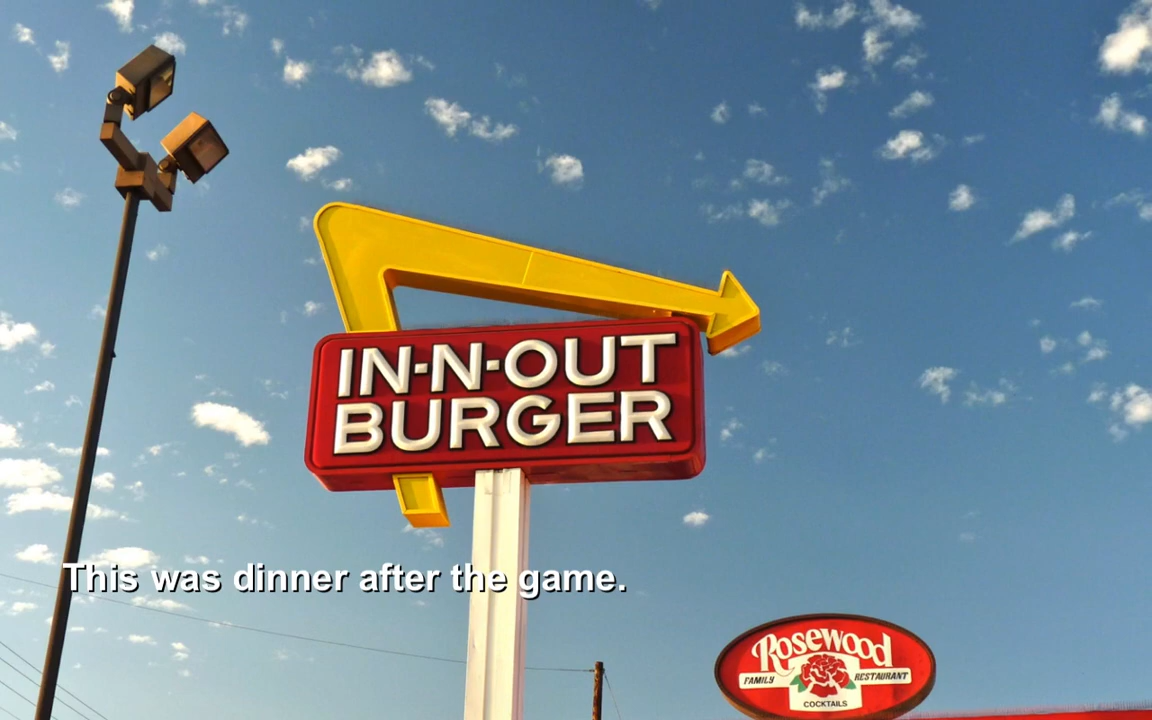 IN-N-OUT
BURGER
This was dinner after the game.
Rosewood
FAMILY RESTAURANT
COCKTAILS